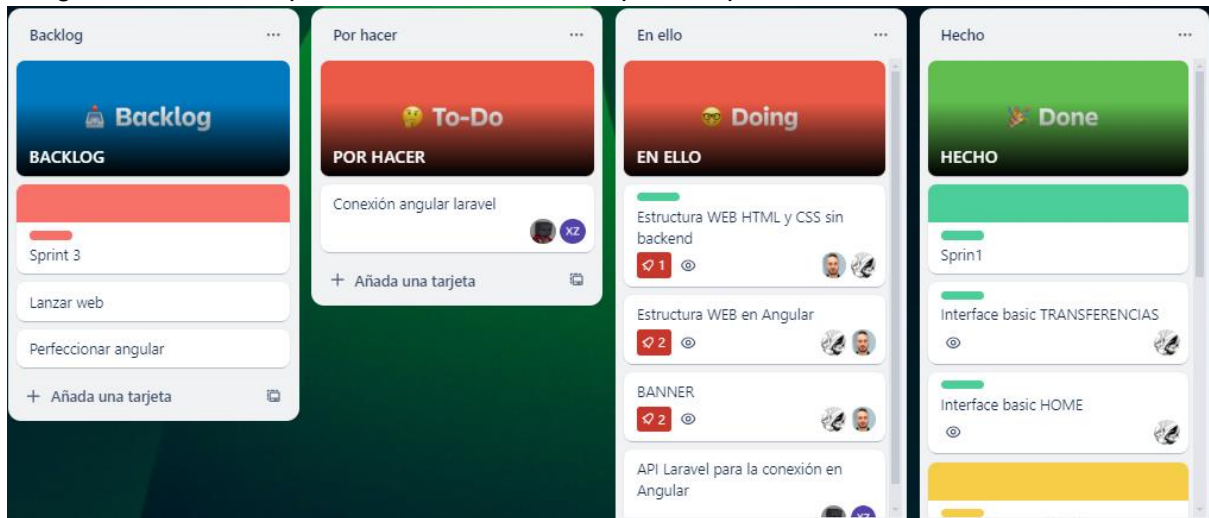 Backlog
Backlog
BACKLOG
Sprint 3
Lanzar web
Perfeccionar angular
+ Añada una tarjeta
Por hacer
To-Do
POR HACER
Conexión angular laravel
XZ
+ Añada una tarjeta
En ello
Doing
EN ELLO
Estructura WEB HTML y CSS sin
backend
1
Estructura WEB en Angular
2
BANNER
2
API Laravel para la conexión en
Angular
XZ
Hecho
Done
HECHO
Sprin1
Interface basic TRANSFERENCIAS
Interface basic HOME